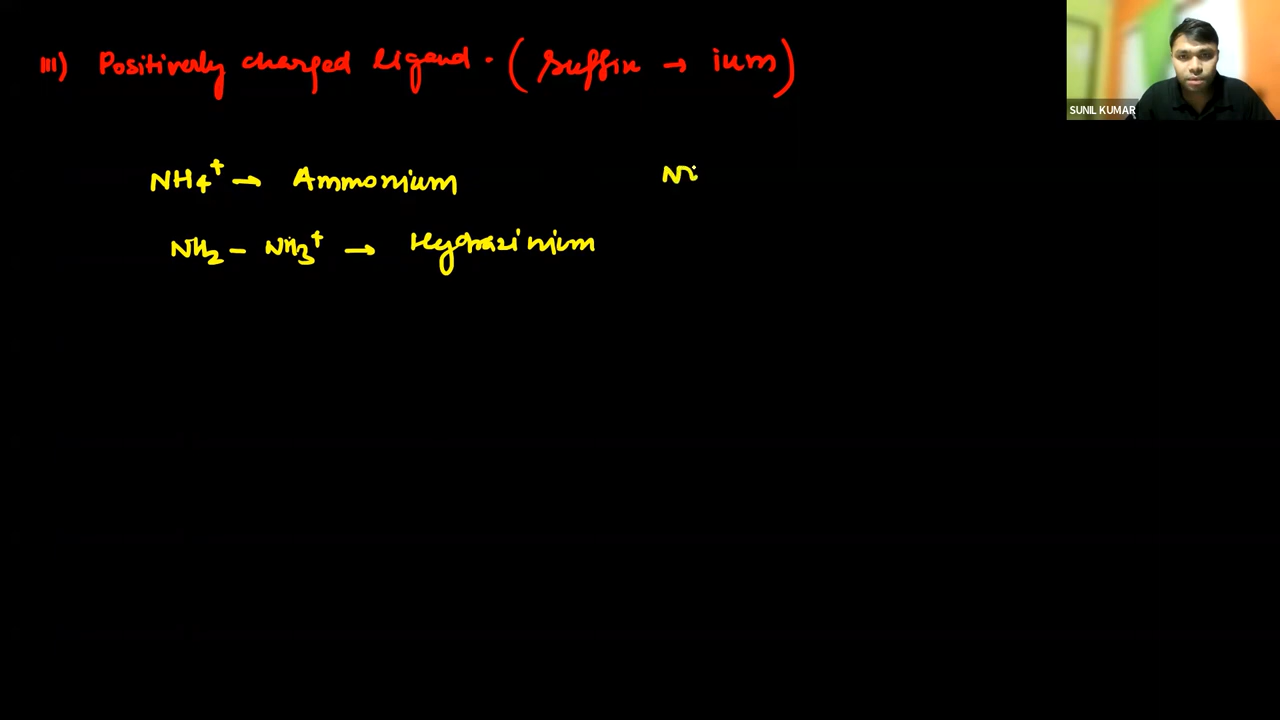 III) Positively charged ligand. (Suffix → ium)
SUNIL KUMAR
NH4+ → Ammonium
NH2 - NH3+ → Hydrazinium